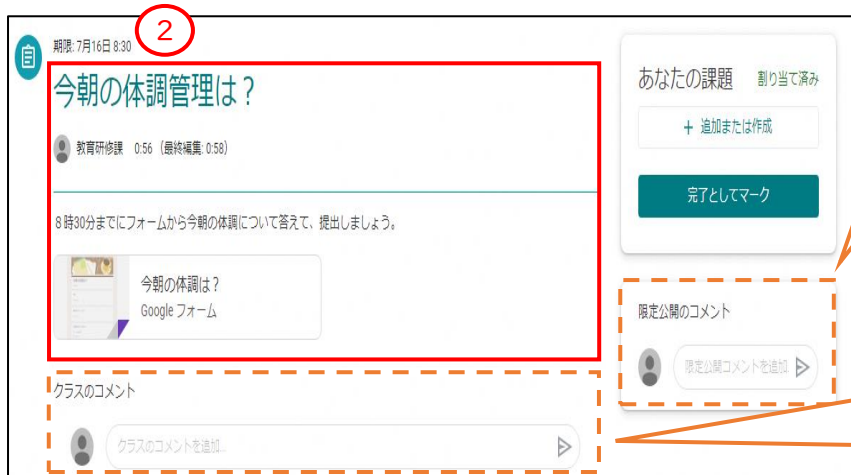 2
期限: 7月16日 8:30
今朝の体調管理は？
教育研修課 0:56 （最終編集: 0:58）
8 時30分までにフォームから今朝の体調について答えて、提出しましょう。
今朝の体調は？
Google フォーム
クラスのコメント
クラスのコメントを追加...
あなたの課題 割り当て済み
＋ 追加または作成
完了としてマーク
限定公開のコメント
限定公開コメントを追加